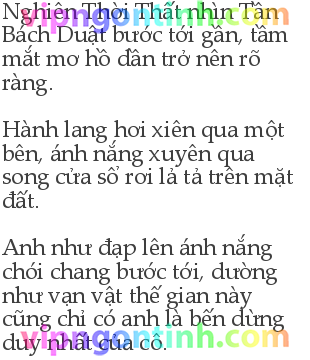 Nghiên Thời Thất nhìn Tần
Bách Duật bước tới gần, tầm
mắt mơ hồ dần trở nên rõ
ràng.
Hành lang hơi xiên qua một
bên, ánh nắng xuyên qua
song cửa sổ rơi lả tả trên mặt
đất.
Anh như đạp lên ánh nắng
chói chang bước tới, dường
như vạn vật thế gian này
cũng chỉ có anh là bến dừng
duy nhất của cô.
vipngontinh.com
vipngontinh.com